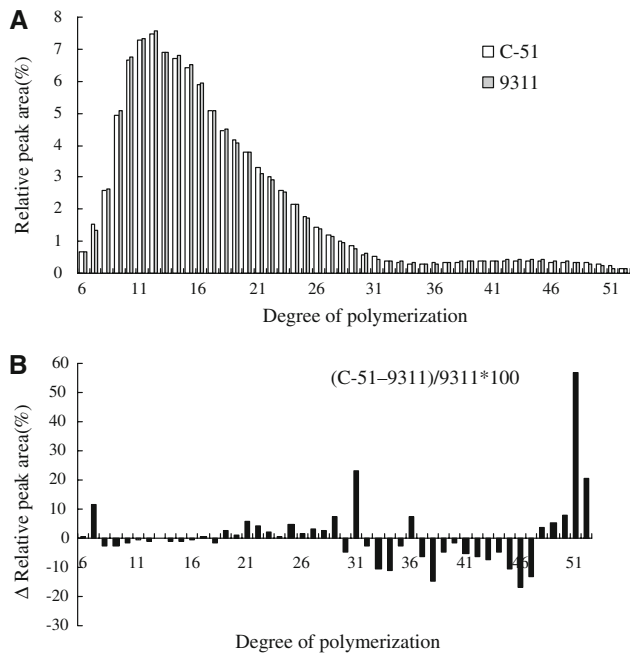 A
Relative peak area(%)
8
7
6
5
4
3
2
1
0
C-51
9311
6 11 16 21 26 31 36 41 46 51
Degree of polymerization
B
Δ Relative peak area(%)
(C-51–9311)/9311*100
60
50
40
30
20
10
0
-10
-20
-30
6 11 16 21 26 31 36 41 46 51
Degree of polymerization